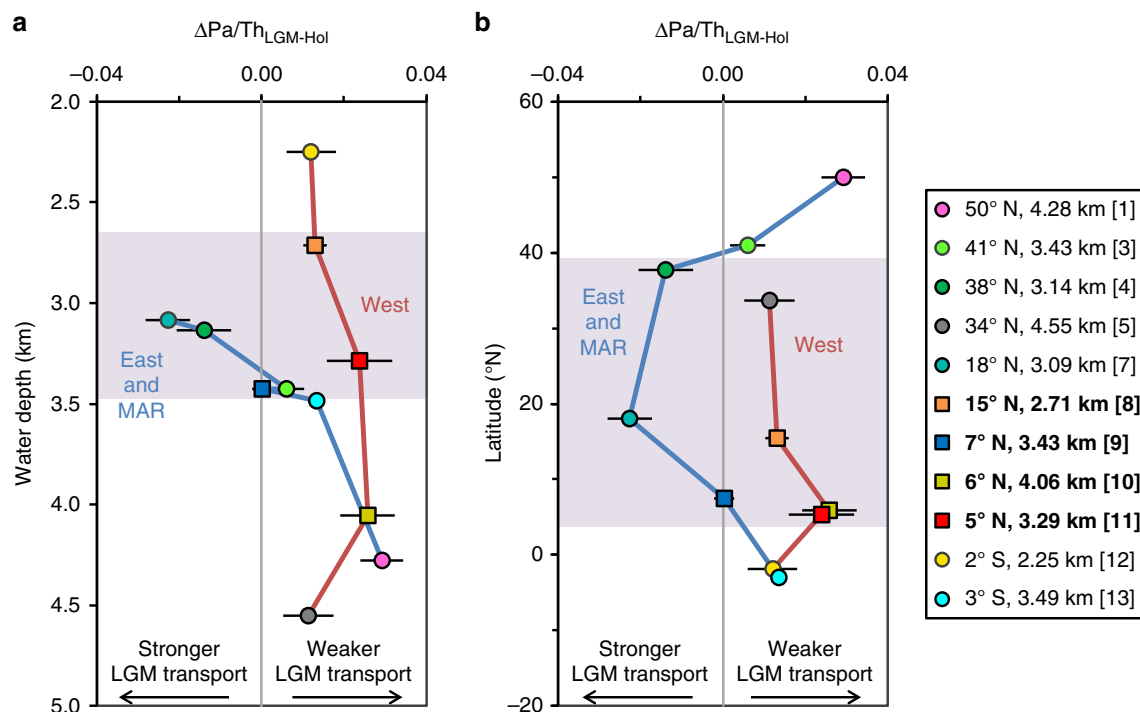 a
ΔPa/ThLGM-Hol
–0.04 0.00 0.04
2.0
2.5
3.0
3.5
4.0
4.5
5.0
Water depth (km)
West
East
and
MAR
Stronger
LGM transport
Weaker
LGM transport
b
ΔPa/ThLGM-Hol
–0.04 0.00 0.04
60
40
20
0
–20
Latitude (°N)
East
and
MAR
West
Stronger
LGM transport
Weaker
LGM transport
50° N, 4.28 km [1]
41° N, 3.43 km [3]
38° N, 3.14 km [4]
34° N, 4.55 km [5]
18° N, 3.09 km [7]
15° N, 2.71 km [8]
7° N, 3.43 km [9]
6° N, 4.06 km [10]
5° N, 3.29 km [11]
2° S, 2.25 km [12]
3° S, 3.49 km [13]